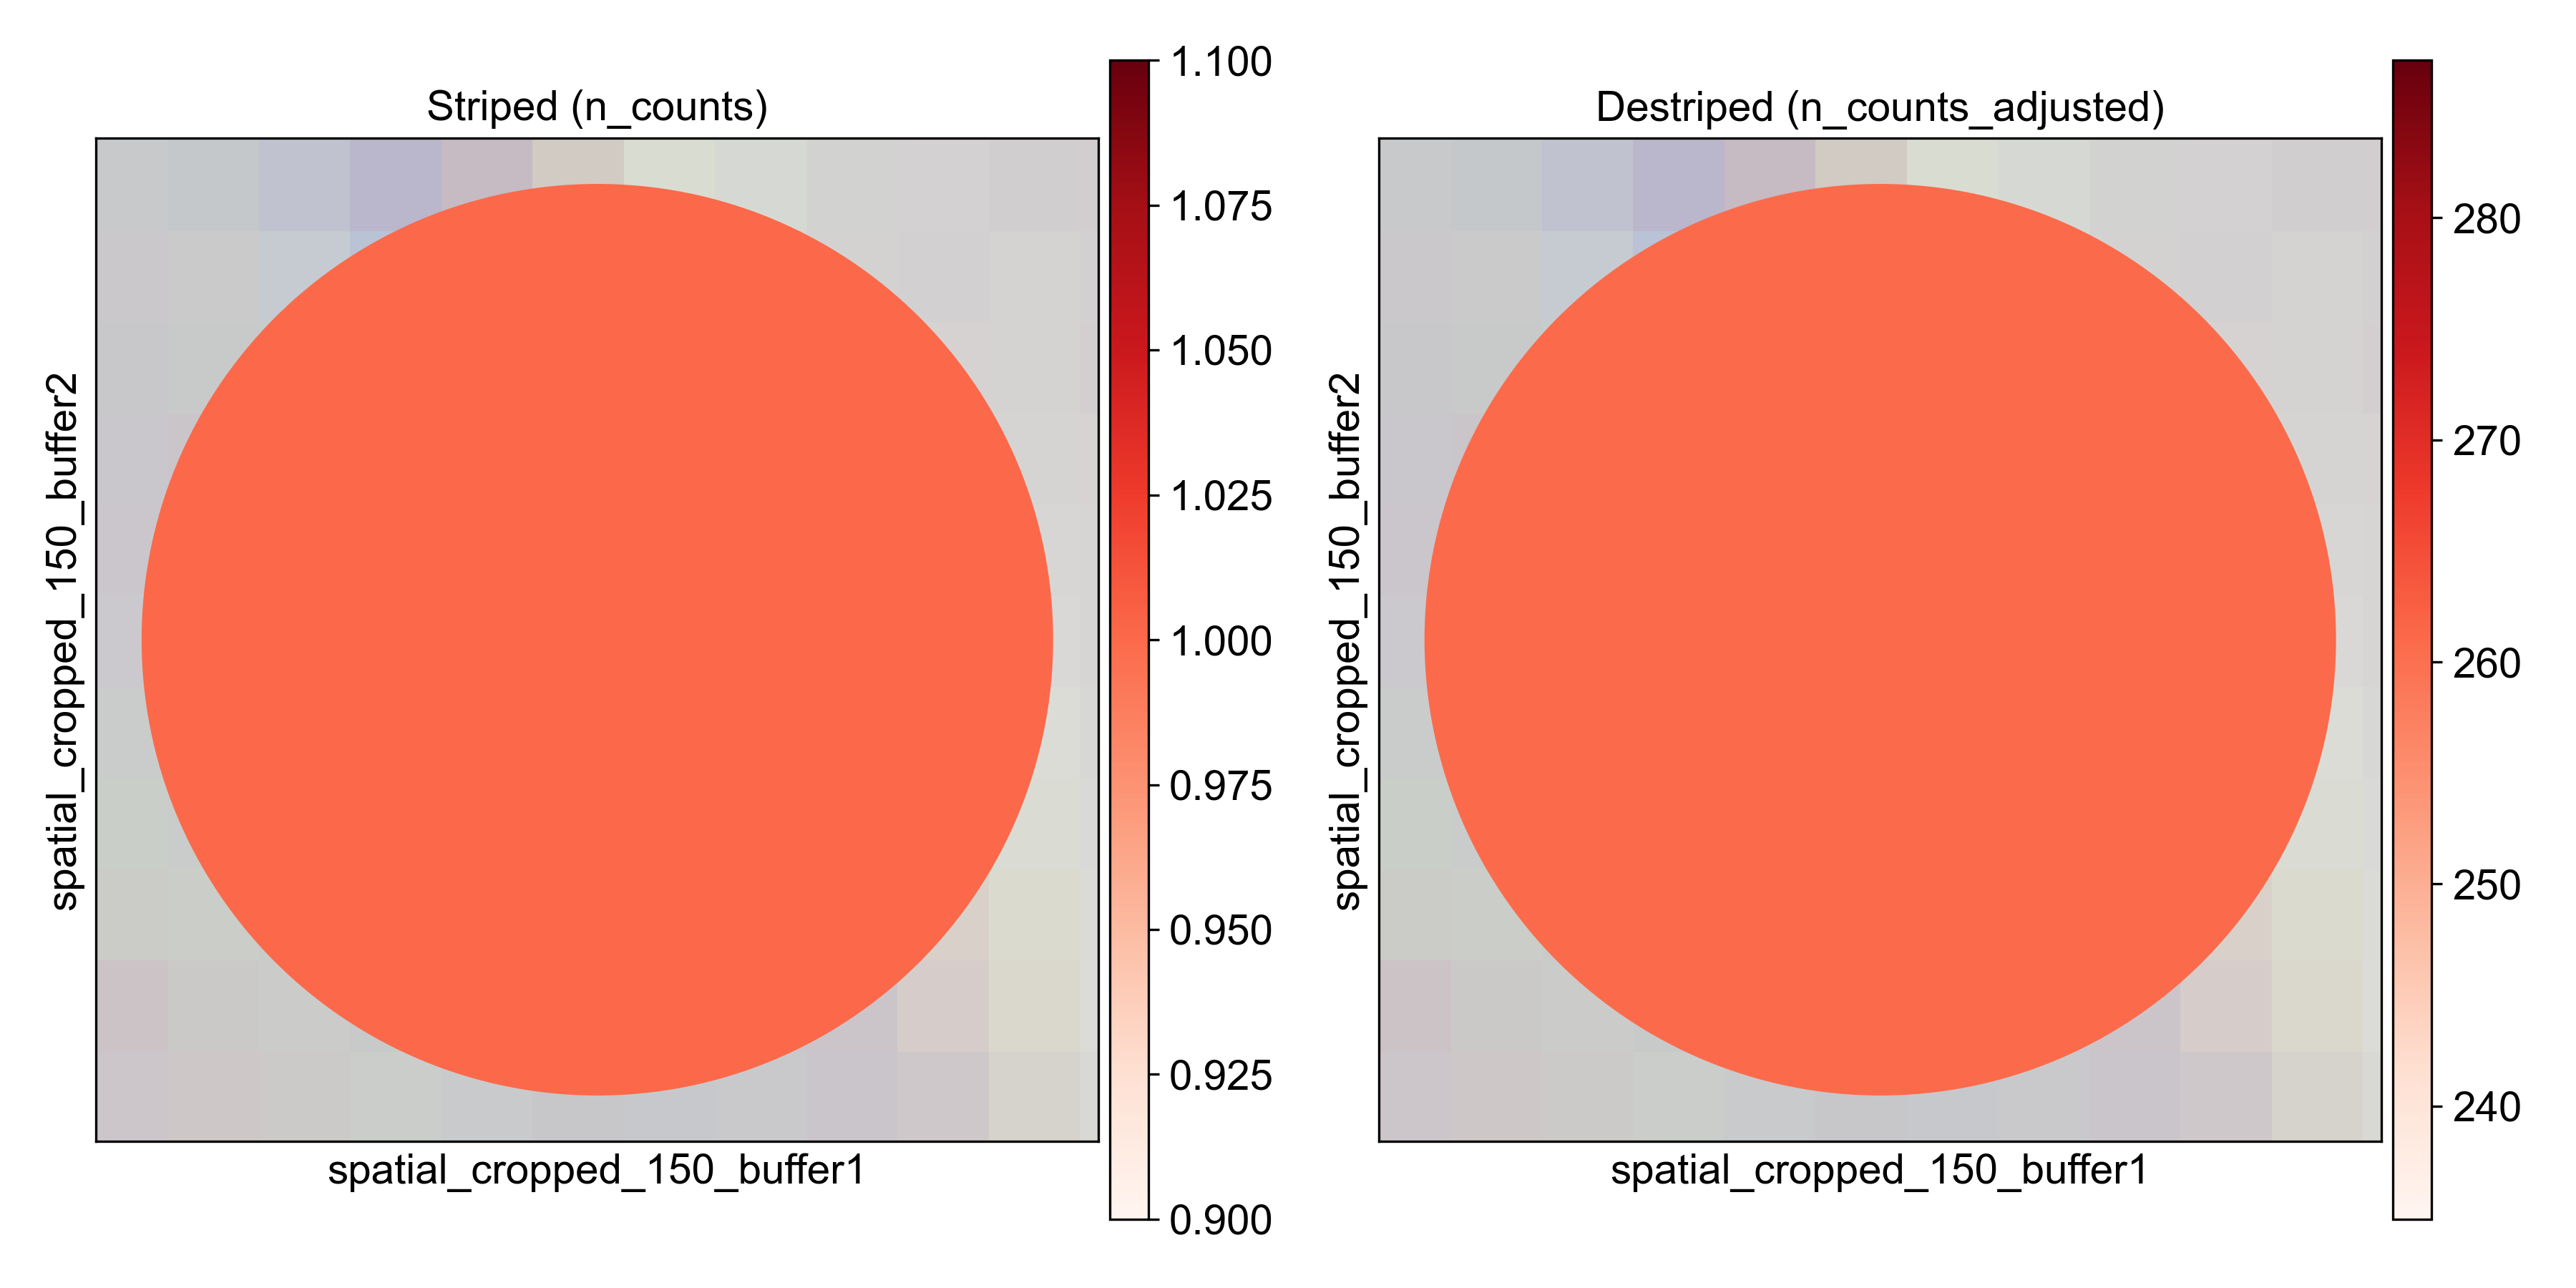 Striped (n_counts)
spatial_cropped_150_buffer2
spatial_cropped_150_buffer1
1.100
1.075
1.050
1.025
1.000
0.975
0.950
0.925
0.900
Destriped (n_counts_adjusted)
spatial_cropped_150_buffer2
spatial_cropped_150_buffer1
280
270
260
250
240